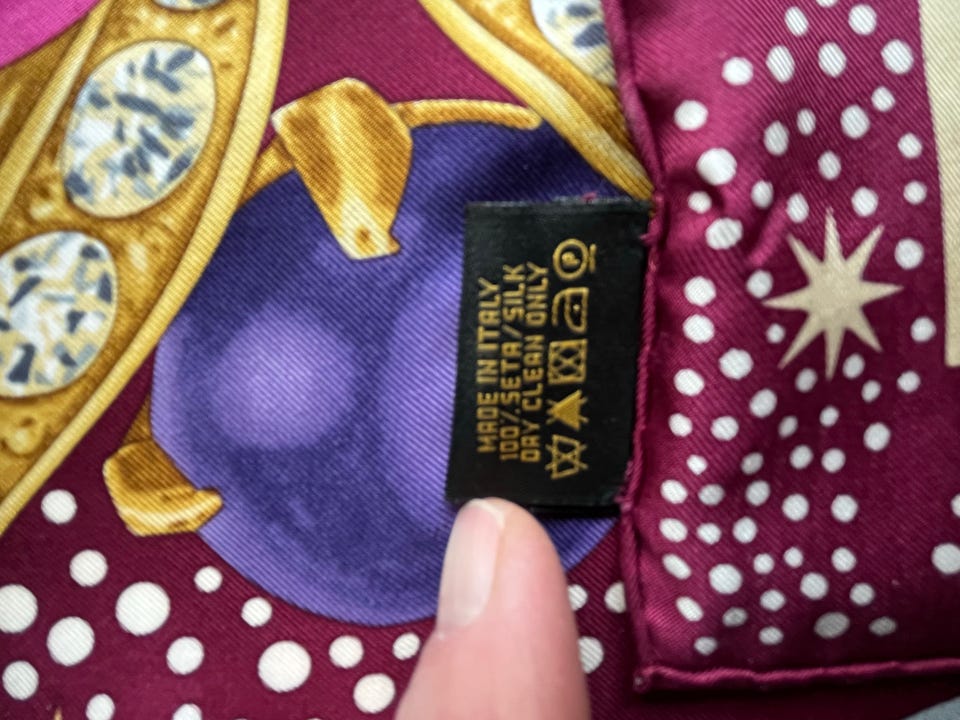 MADE IN ITALY
100% SETA/SILK
DRY CLEAN ONLY
P